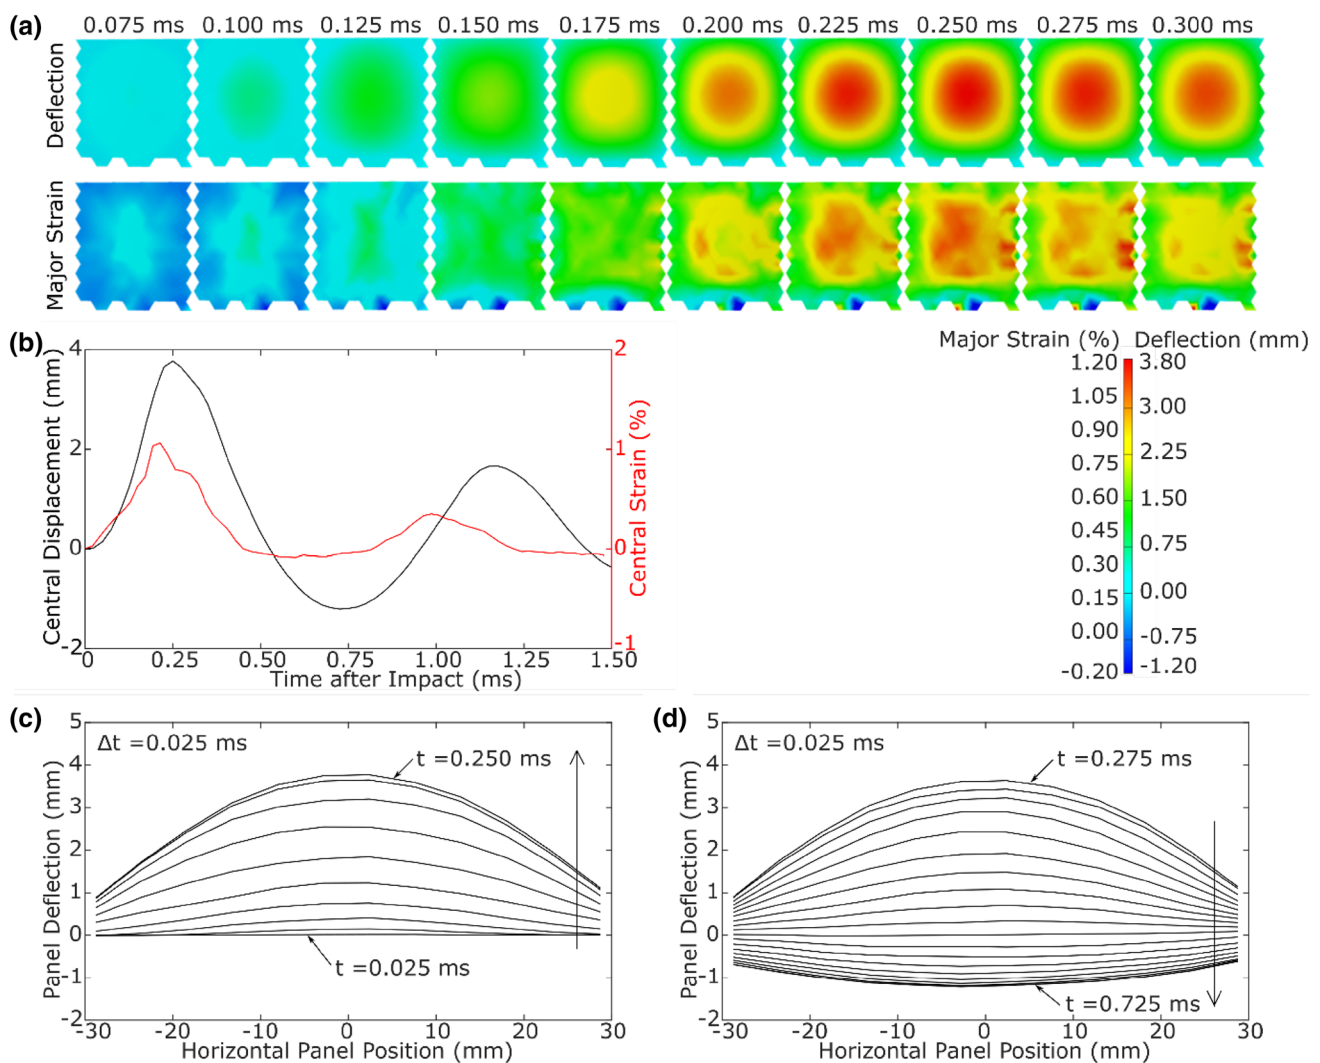 (a)
0.075 ms 0.100 ms 0.125 ms 0.150 ms 0.175 ms 0.200 ms 0.225 ms 0.250 ms 0.275 ms 0.300 ms
Deflection
Major Strain
(b)
Central Displacement (mm)
4
2
0
-2
2
1
0
-1
Central Strain (%)
0 0.25 0.50 0.75 1.00 1.25 1.50
Time after Impact (ms)
Major Strain (%) Deflection (mm)
1.20 3.80
1.05 3.00
0.90 2.25
0.75 1.50
0.60 0.75
0.45 0.00
0.30 -0.75
0.15 -1.20
0.00
-0.20
(c)
Δt =0.025 ms
t =0.250 ms
t =0.025 ms
Panel Deflection (mm)
5
4
3
2
1
0
-1
-2
-30 -20 -10 0 10 20 30
Horizontal Panel Position (mm)
(d)
Δt =0.025 ms
t =0.275 ms
t =0.725 ms
Panel Deflection (mm)
5
4
3
2
1
0
-1
-2
-30 -20 -10 0 10 20 30
Horizontal Panel Position (mm)